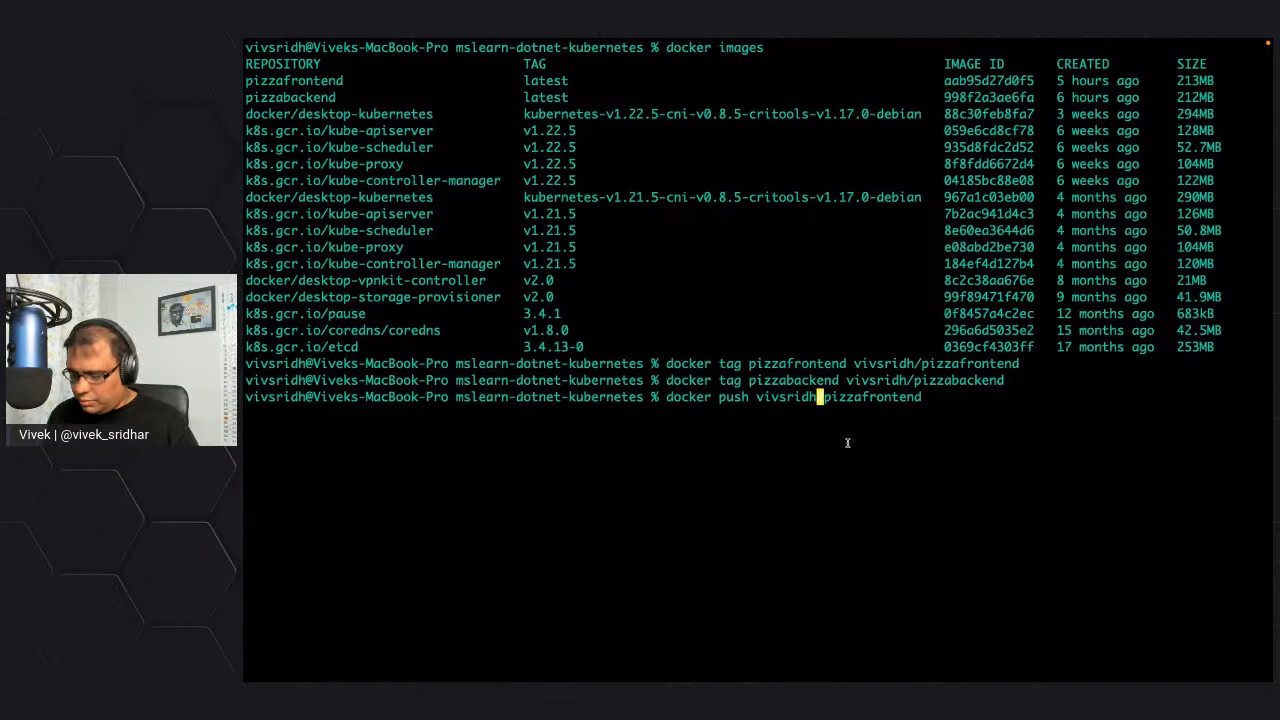 vivsridh@Viveks-MacBook-Pro mslearn-dotnet-kubernetes % docker images
REPOSITORY TAG IMAGE ID CREATED SIZE
pizzafrontend latest aab95d27d0f5 5 hours ago 213MB
pizzabackend latest 998f2a3ae6fa 6 hours ago 212MB
docker/desktop-kubernetes kubernetes-v1.22.5-cni-v0.8.5-critools-v1.17.0-debian 88c30feb8fa7 3 weeks ago 294MB
k8s.gcr.io/kube-apiserver v1.22.5 059e6cd8cf78 6 weeks ago 128MB
k8s.gcr.io/kube-scheduler v1.22.5 935d8fdc2d52 6 weeks ago 52.7MB
k8s.gcr.io/kube-proxy v1.22.5 8f8fdd6672d4 6 weeks ago 104MB
k8s.gcr.io/kube-controller-manager v1.22.5 04185bc88e08 6 weeks ago 122MB
docker/desktop-kubernetes kubernetes-v1.21.5-cni-v0.8.5-critools-v1.17.0-debian 967a1c03eb00 4 months ago 290MB
k8s.gcr.io/kube-apiserver v1.21.5 7b2ac941d4c3 4 months ago 126MB
k8s.gcr.io/kube-scheduler v1.21.5 8e60ea3644d6 4 months ago 50.8MB
k8s.gcr.io/kube-proxy v1.21.5 e08abd2be730 4 months ago 104MB
k8s.gcr.io/kube-controller-manager v1.21.5 184ef4d127b4 4 months ago 120MB
docker/desktop-vpnkit-controller v2.0 8c2c38aa676e 8 months ago 21MB
docker/desktop-storage-provisioner v2.0 99f89471f470 9 months ago 41.9MB
k8s.gcr.io/pause 3.4.1 0f8457a4c2ec 12 months ago 683kB
k8s.gcr.io/coredns/coredns v1.8.0 296a6d5035e2 15 months ago 42.5MB
k8s.gcr.io/etcd 3.4.13-0 0369cf4303ff 17 months ago 253MB
vivsridh@Viveks-MacBook-Pro mslearn-dotnet-kubernetes % docker tag pizzafrontend vivsridh/pizzafrontend
vivsridh@Viveks-MacBook-Pro mslearn-dotnet-kubernetes % docker tag pizzabackend vivsridh/pizzabackend
vivsridh@Viveks-MacBook-Pro mslearn-dotnet-kubernetes % docker push vivsridh/pizzafrontend
Vivek | @vivek_sridhar